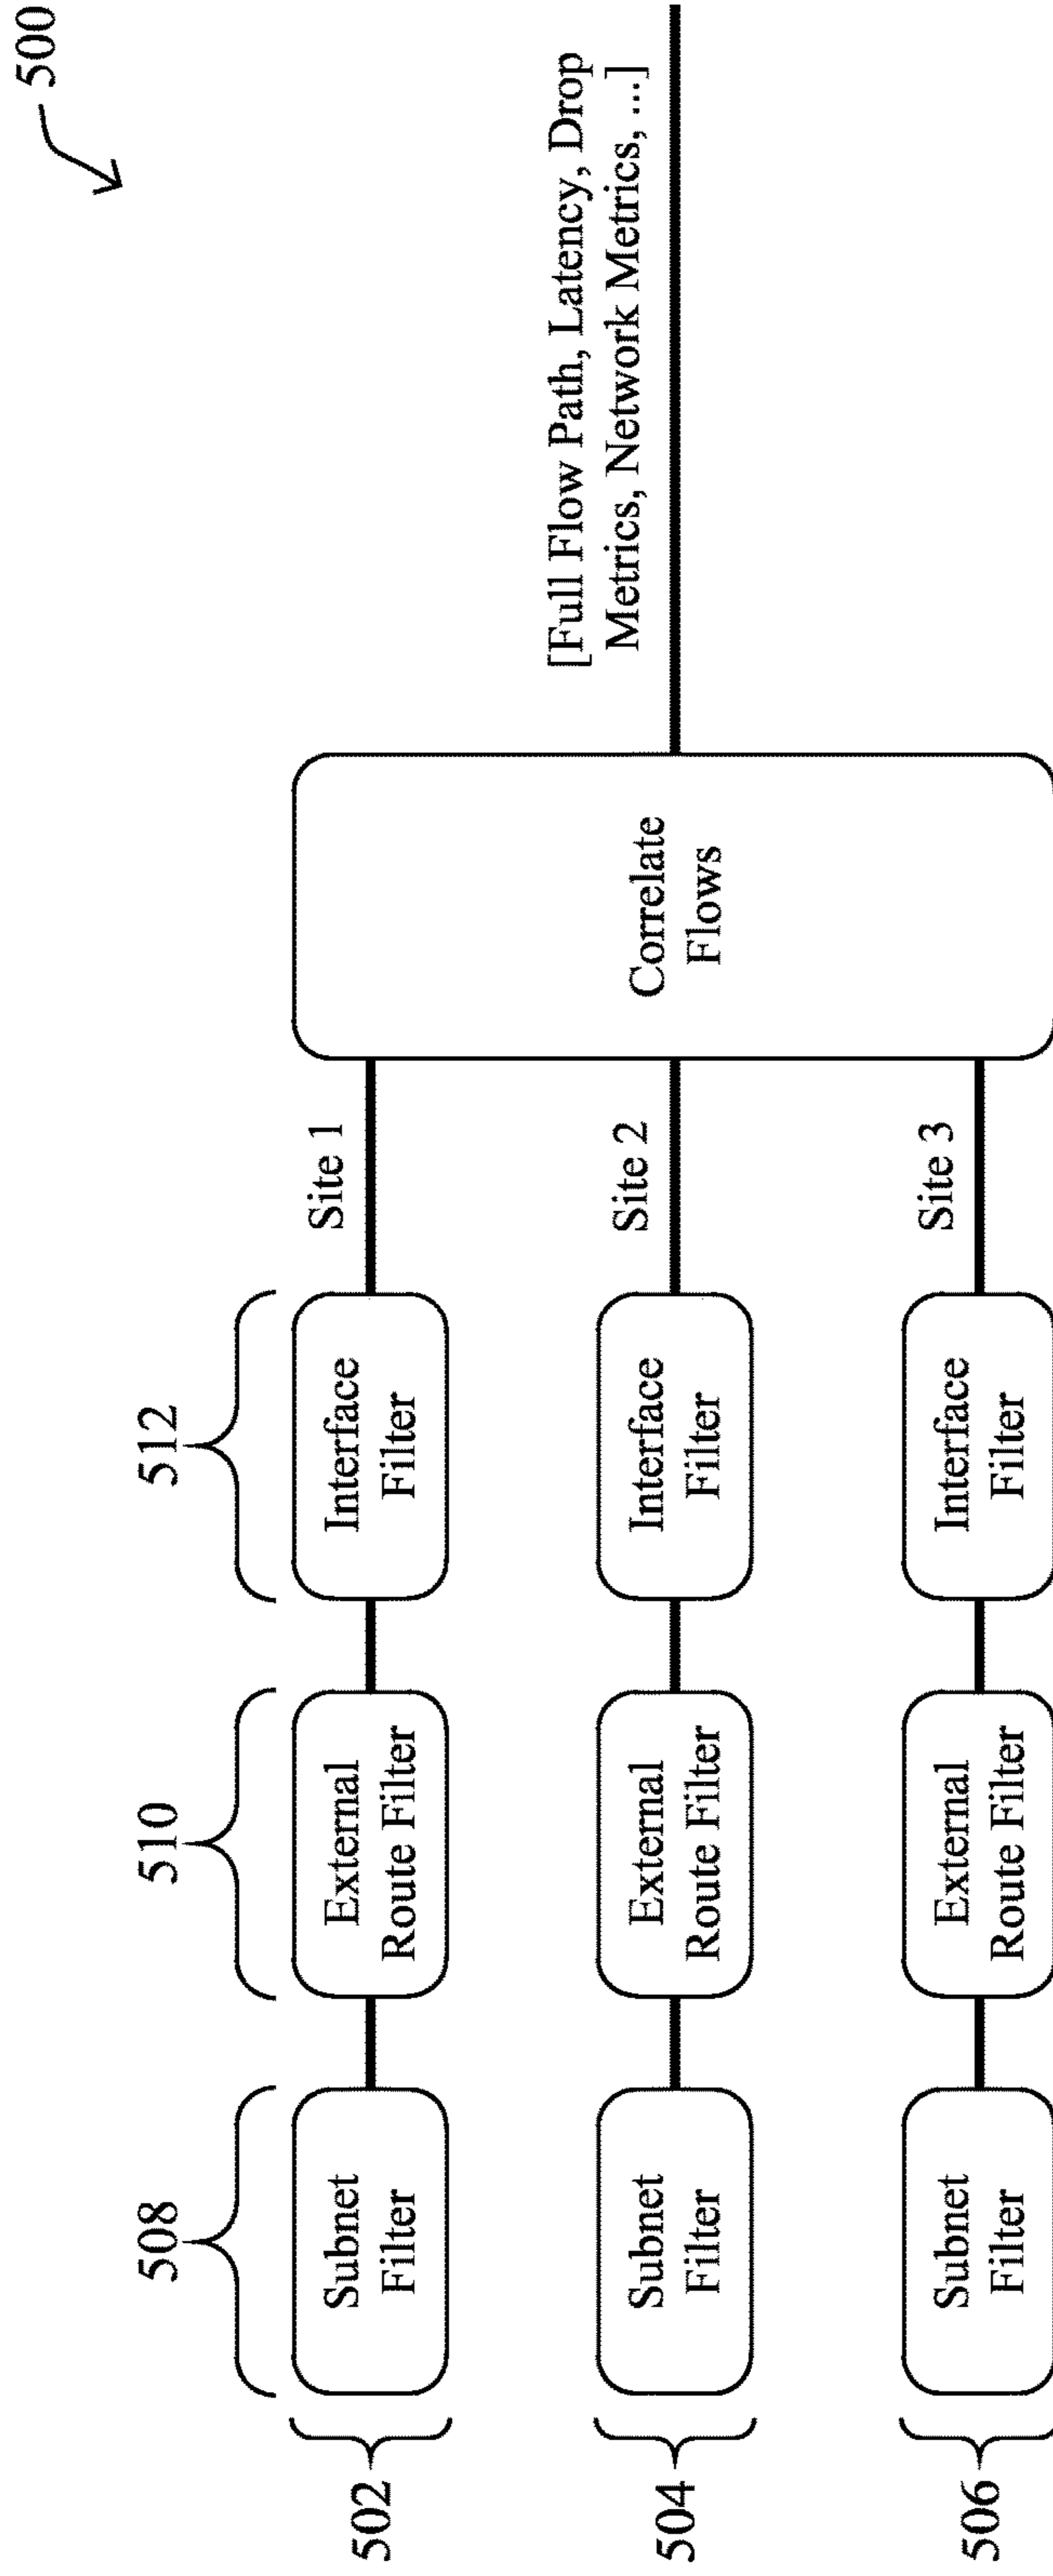 500
508
510
512
502
Subnet
Filter
External
Route Filter
Interface
Filter
Site 1
504
Subnet
Filter
External
Route Filter
Interface
Filter
Site 2
506
Subnet
Filter
External
Route Filter
Interface
Filter
Site 3
Correlate
Flows
[Full Flow Path, Latency, Drop
Metrics, Network Metrics, ...]